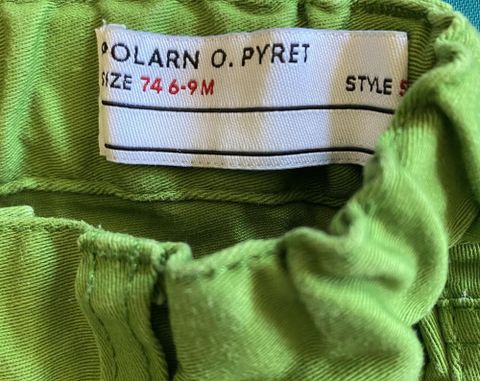 POLARN O. PYRET
SIZE 74 6-9M STYLE